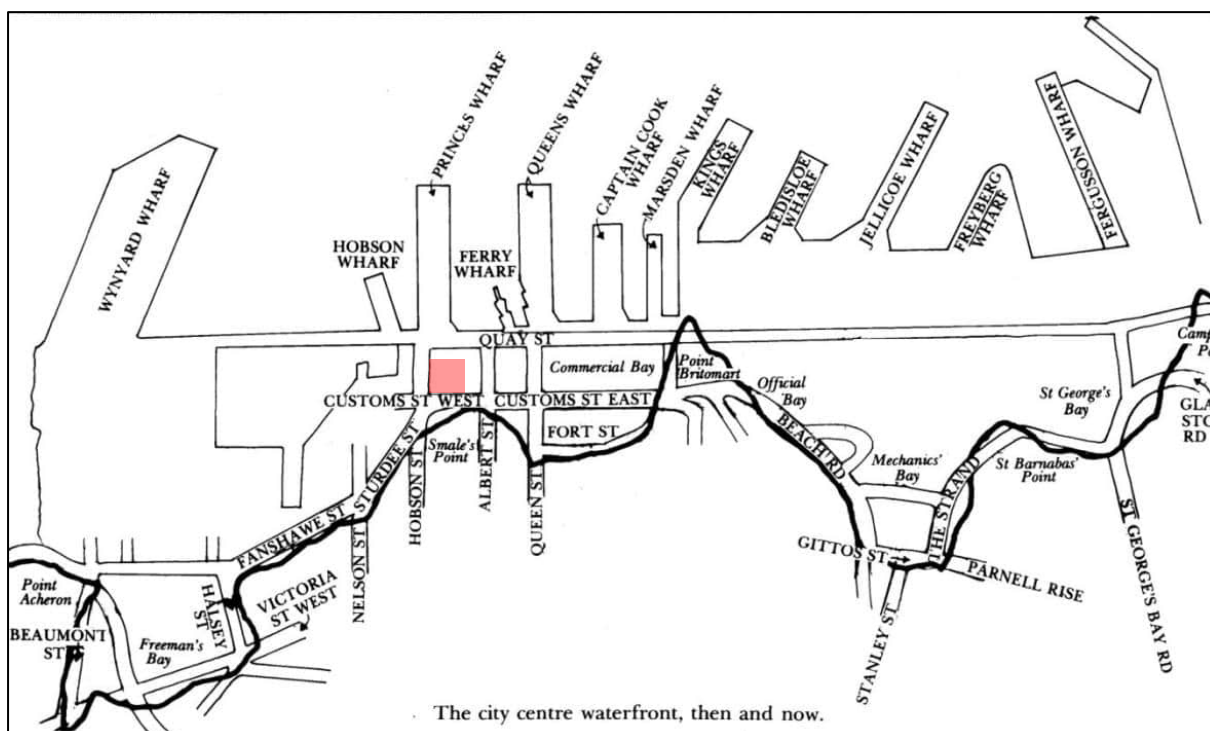 PRINCES WHARF
QUEENS WHARF
CAPTAIN COOK
WHARF
MARSDEN WHARF
KINGS
WHARF
BLEDISLOE
WHARF
JELLICOE WHARF
FREYBERG
WHARF
FERGUSSON WHARF
WYNYARD WHARF
HOBSON
WHARF
FERRY
WHARF
QUAY ST
Commercial Bay
Point
Britomart
Official
Bay
St George's
Bay
Camp
Po
GLA
STO
RD
CUSTOMS ST WEST
CUSTOMS ST EAST
FORT ST
Smale's
Point
STURDEE ST
HOBSON ST
ALBERT ST
QUEEN ST
BEACH RD
Mechanics'
Bay
THE STRAND
St Barnabas'
Point
FANSHAWE ST
NELSON ST
GITTOS ST
PARNELL RISE
STANLEY ST
ST GEORGE'S BAY RD
Point
Acheron
HALSEY
ST
VICTORIA
ST WEST
BEAUMONT
ST
Freeman's
Bay
The city centre waterfront, then and now.